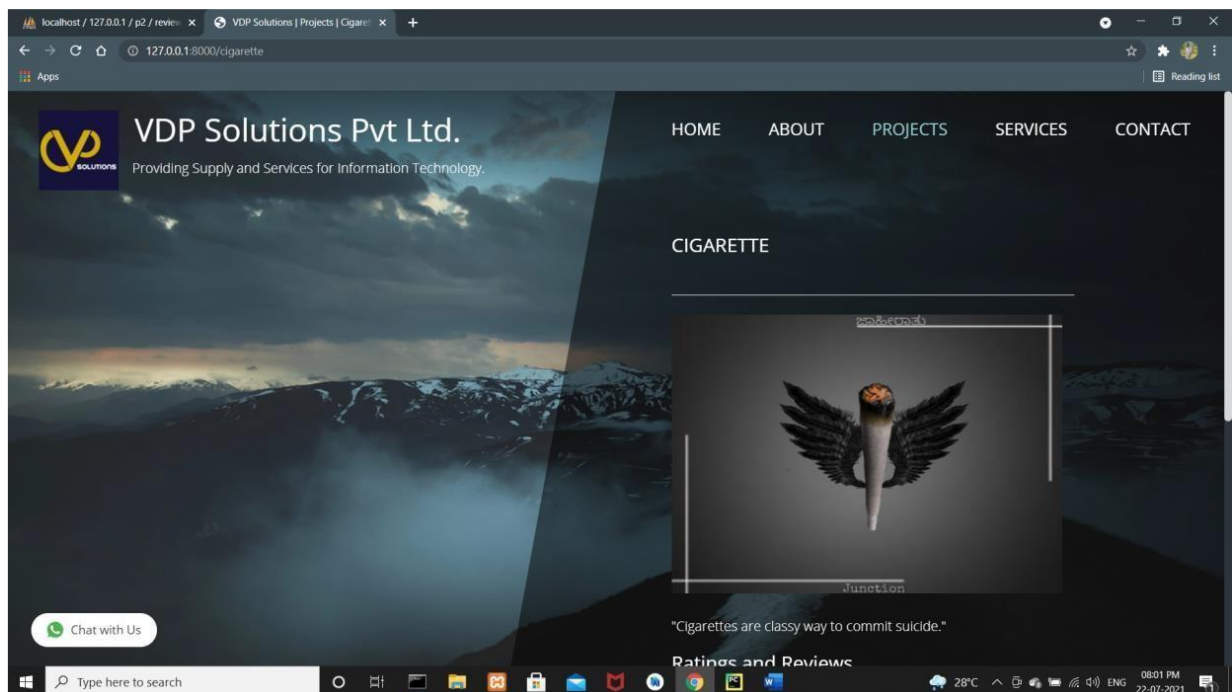 localhost / 127.0.0.1 / p2 / review
VDP Solutions | Projects | Cigaret
127.0.0.1:8000/cigarette
Apps
Reading list
VP
SOLUTIONS
VDP Solutions Pvt Ltd.
Providing Supply and Services for Information Technology.
HOME ABOUT PROJECTS SERVICES CONTACT
CIGARETTE
ಜಾಹೀರಾತು
Junction
"Cigarettes are classy way to commit suicide."
Ratings and Reviews
Chat with Us
Type here to search
28°C
ENG
08:01 PM
22-07-2021